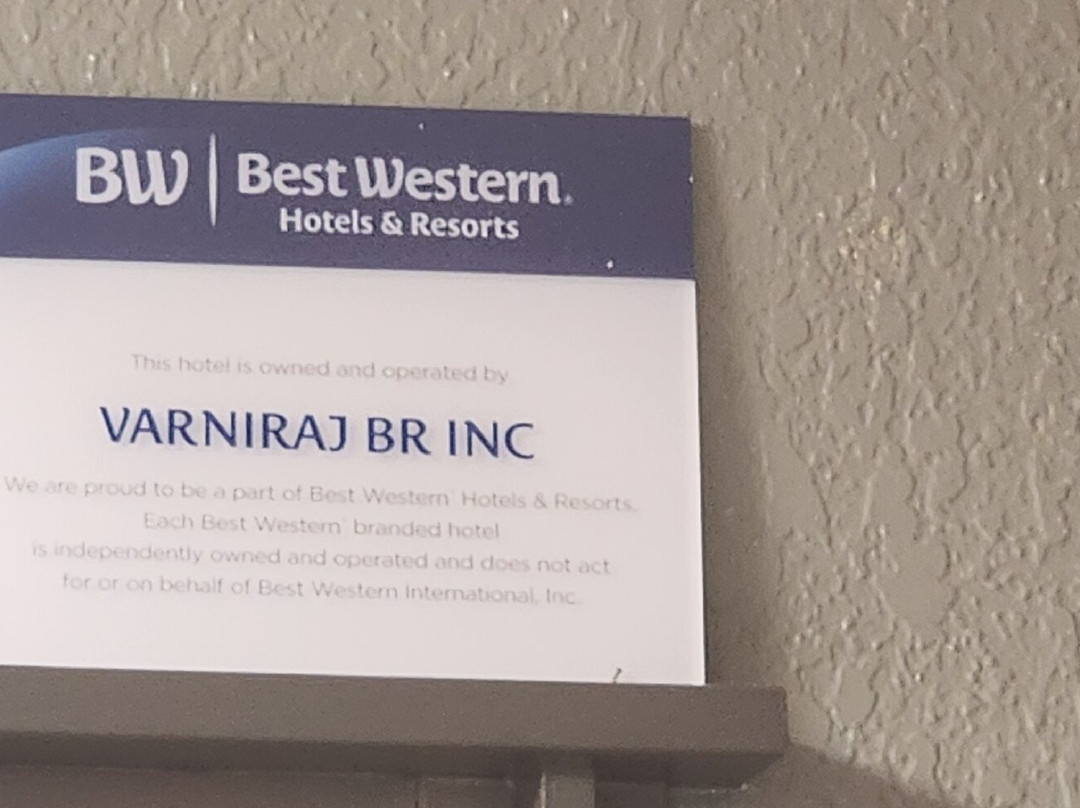 BW | Best Western®
Hotels & Resorts
This hotel is owned and operated by
VARNIRAJ BR INC
We are proud to be a part of Best Western® Hotels & Resorts.
Each Best Western® branded hotel
is independently owned and operated and does not act
for or on behalf of Best Western International, Inc.